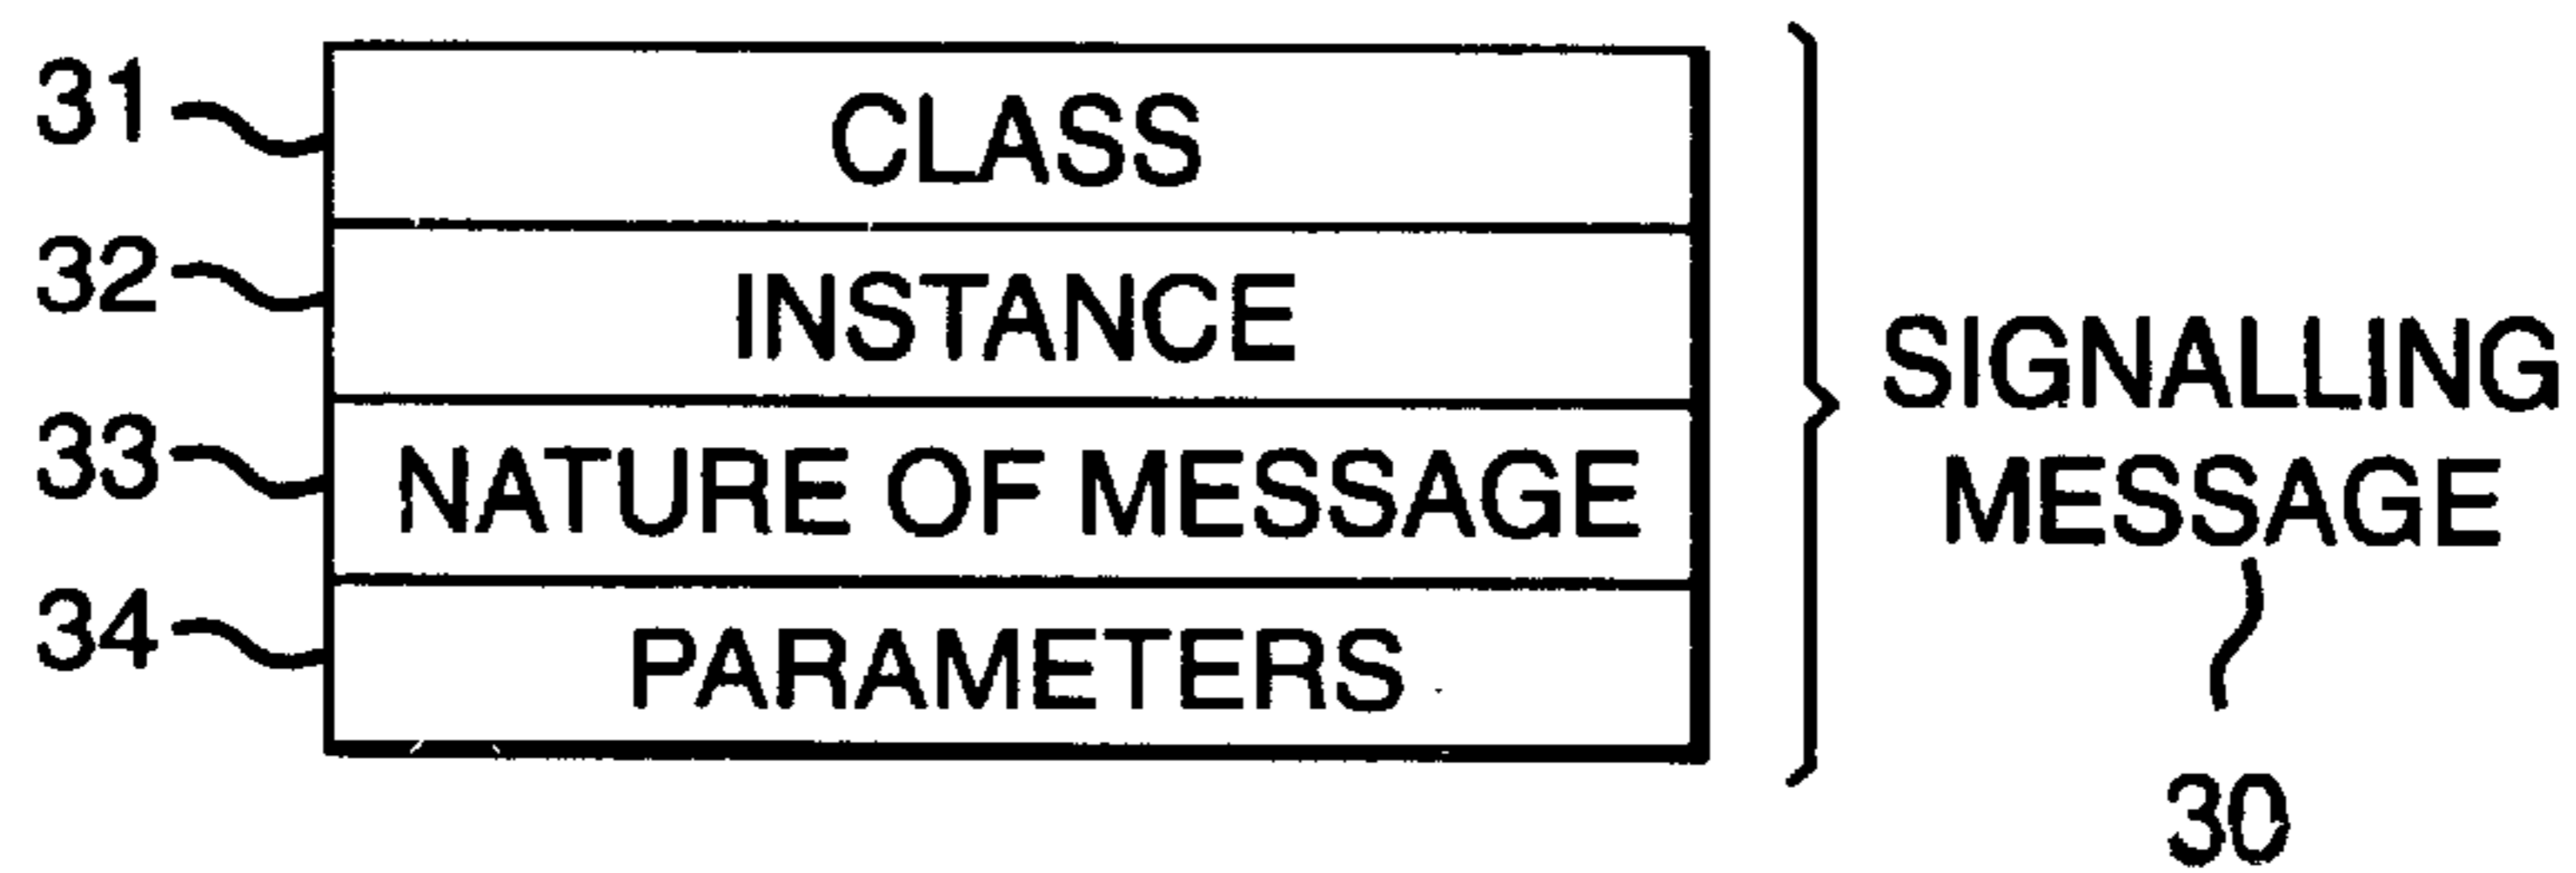 31 CLASS
32 INSTANCE
33 NATURE OF MESSAGE
34 PARAMETERS
SIGNALLING
MESSAGE
30